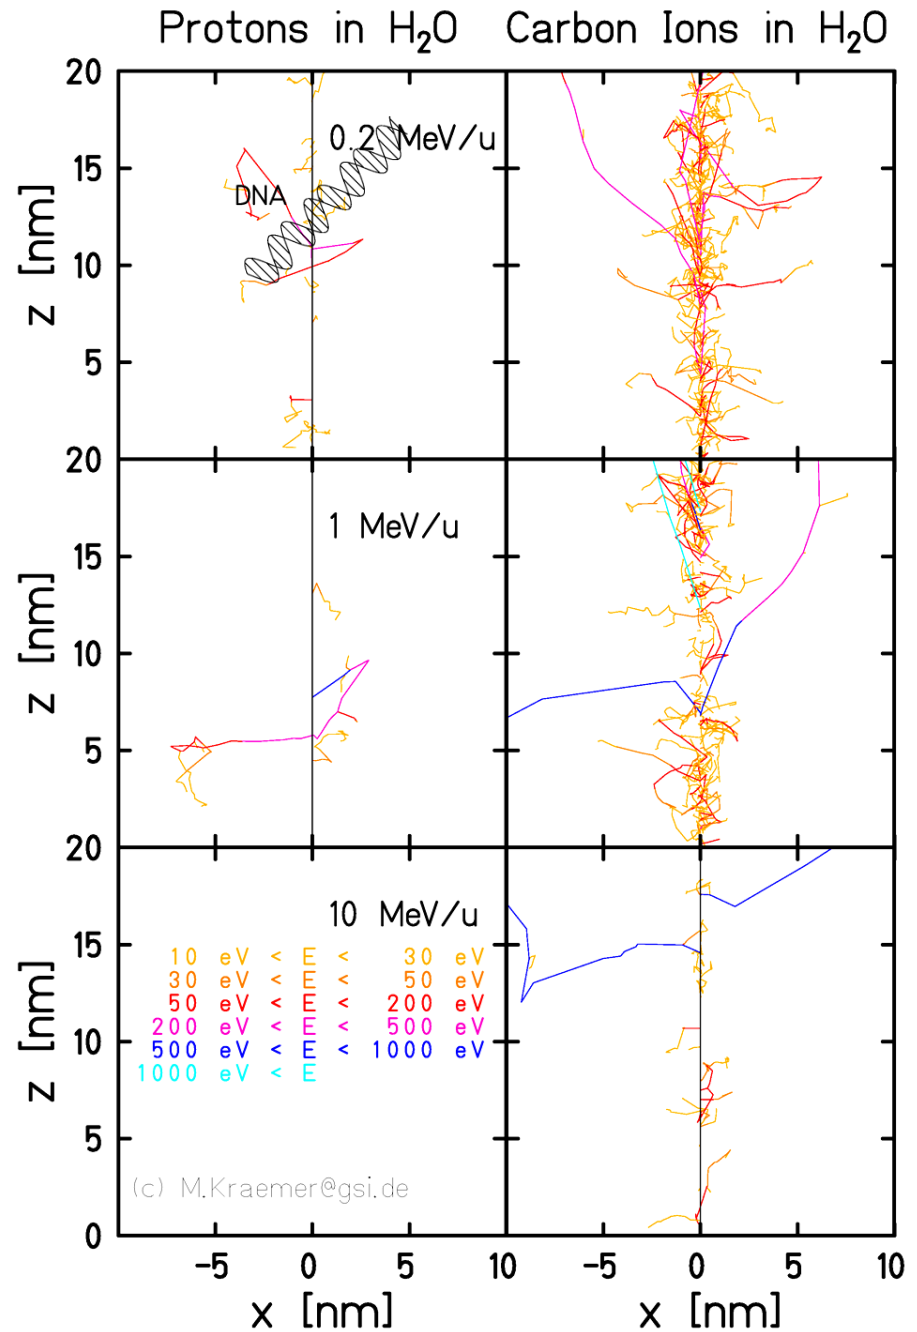 Protons in H₂O Carbon Ions in H₂O
20
0.2 MeV/u
15
DNA
z [nm]
10
5
20
1 MeV/u
15
z [nm]
10
5
20
10 MeV/u
15
10 eV < E < 30 eV
30 eV < E < 50 eV
50 eV < E < 200 eV
200 eV < E < 500 eV
500 eV < E < 1000 eV
1000 eV < E
z [nm]
10
5
(c) M.Kraemer@gsi.de
0
-5 0 5 10 -5 0 5 10
x [nm] x [nm]